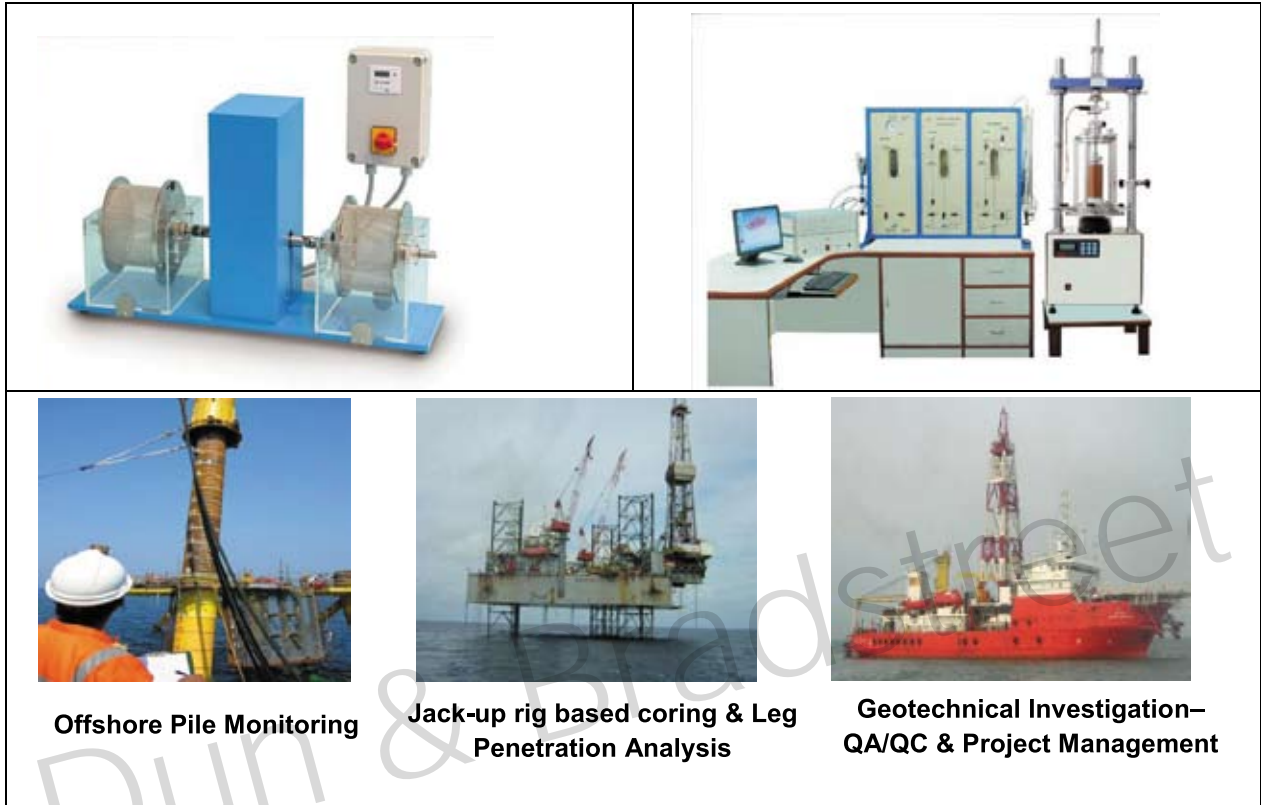 Offshore Pile Monitoring
Jack-up rig based coring & Leg
Penetration Analysis
Geotechnical Investigation–
QA/QC & Project Management
Dun & Bradstreet